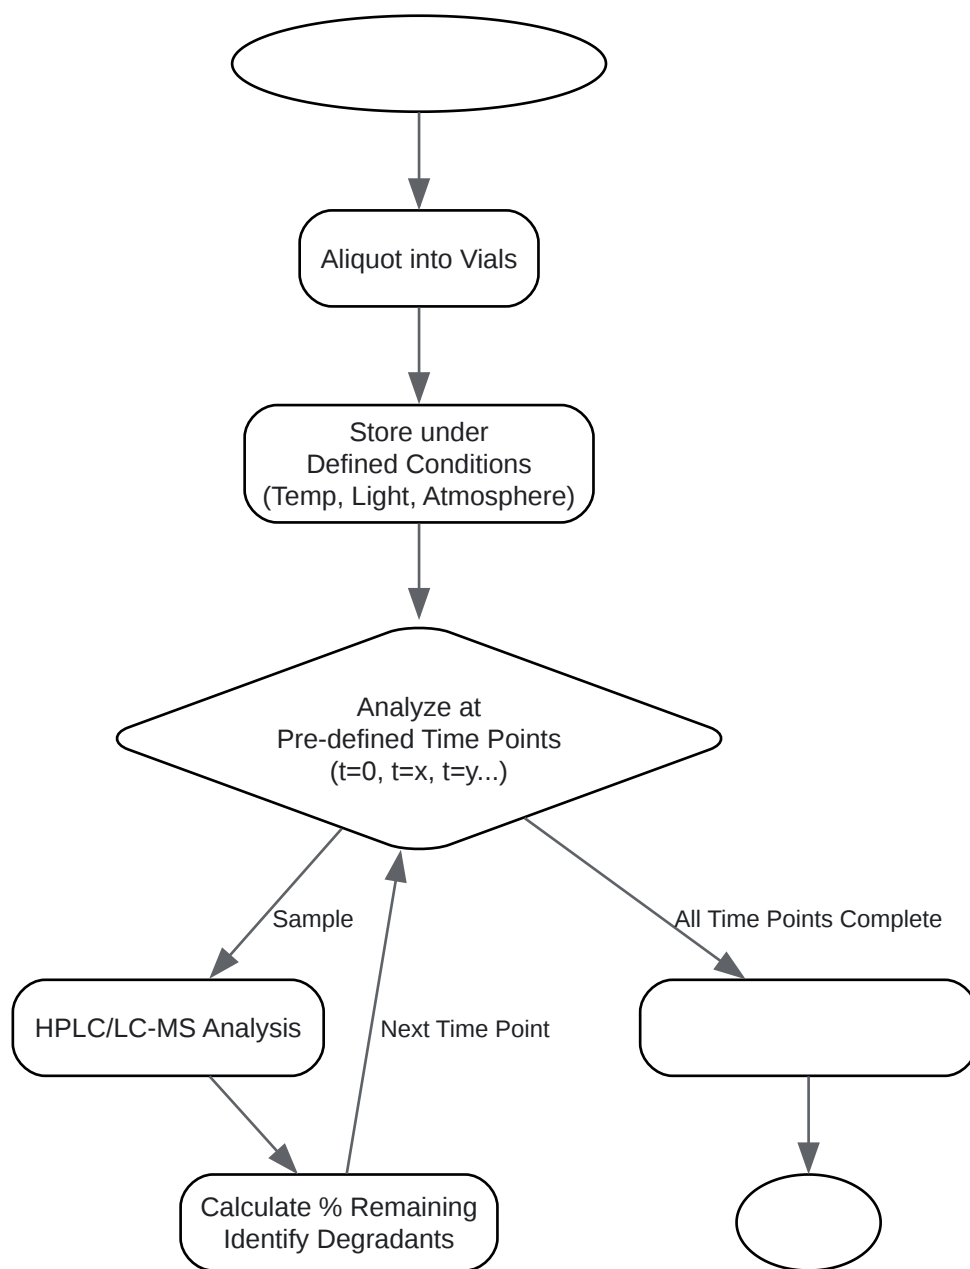 Aliquot into Vials
Store under
Defined Conditions
(Temp, Light, Atmosphere)
Analyze at
Pre-defined Time Points
(t=0, t=x, t=y...)
Sample
All Time Points Complete
HPLC/LC-MS Analysis
Next Time Point
Calculate % Remaining
Identify Degradants